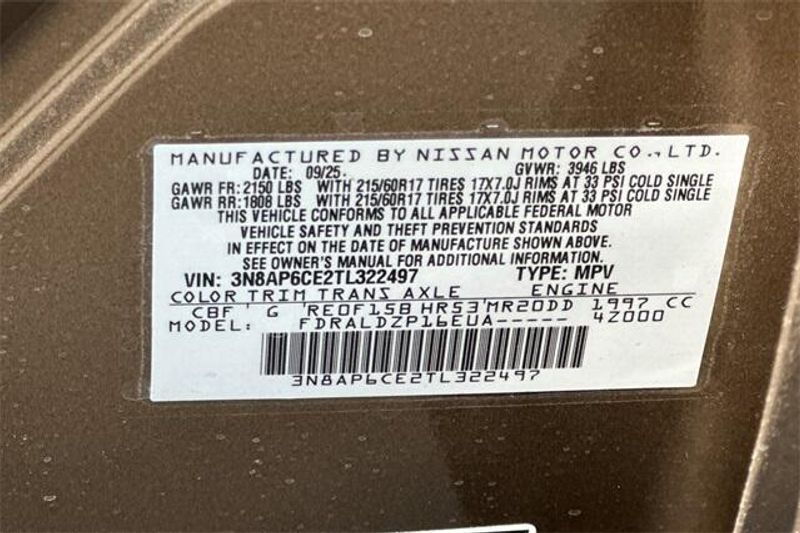 MANUFACTURED BY NISSAN MOTOR CO., LTD.
DATE: 09/25 GVWR: 3946 LBS
GAWR FR: 2150 LBS WITH 215/60R17 TIRES 17X7.0J RIMS AT 33 PSI COLD SINGLE
GAWR RR: 1808 LBS WITH 215/60R17 TIRES 17X7.0J RIMS AT 33 PSI COLD SINGLE
THIS VEHICLE CONFORMS TO ALL APPLICABLE FEDERAL MOTOR
VEHICLE SAFETY AND THEFT PREVENTION STANDARDS
IN EFFECT ON THE DATE OF MANUFACTURE SHOWN ABOVE.
SEE OWNER'S MANUAL FOR ADDITIONAL INFORMATION.
VIN: 3N8AP6CE2TL322497 TYPE: MPV
COLOR TRIM TRANS AXLE ENGINE
CBF G RE0F15B HR53 MR20DD 1997 CC
MODEL: FDRALDZP16EUA----- 4Z000
3N8AP6CE2TL322497